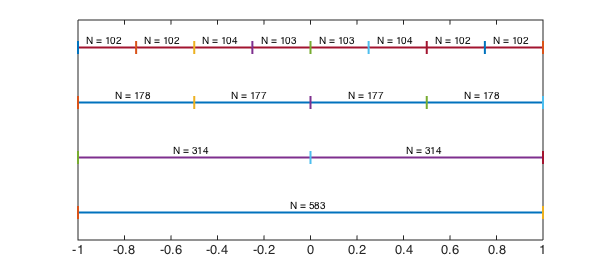 N = 102 N = 102 N = 104 N = 103 N = 103 N = 104 N = 102 N = 102
N = 178 N = 177 N = 177 N = 178
N = 314 N = 314
N = 583
-1 -0.8 -0.6 -0.4 -0.2 0 0.2 0.4 0.6 0.8 1